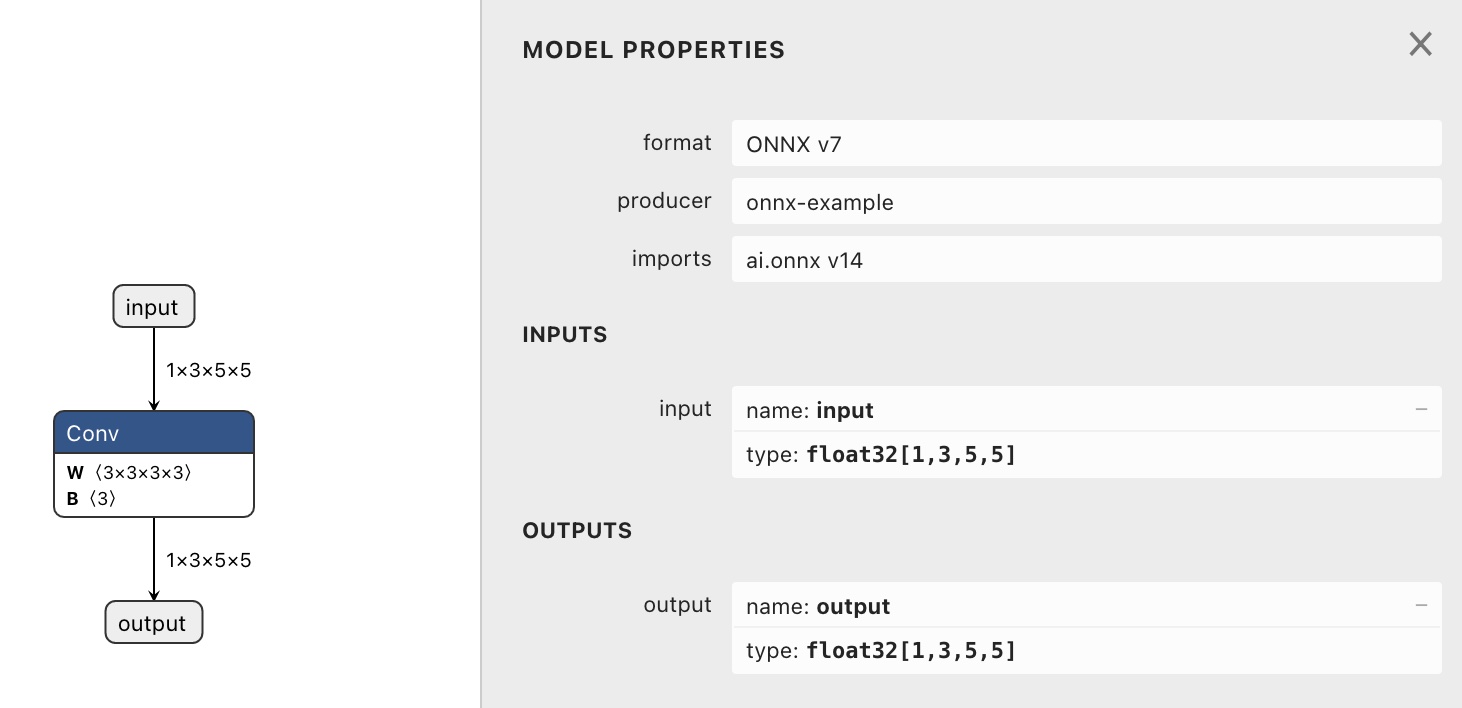 input
1×3×5×5
Conv
W ⟨3×3×3×3⟩
B ⟨3⟩
1×3×5×5
output
MODEL PROPERTIES
format ONNX v7
producer onnx-example
imports ai.onnx v14
INPUTS
input name: input
type: float32[1,3,5,5]
OUTPUTS
output name: output
type: float32[1,3,5,5]